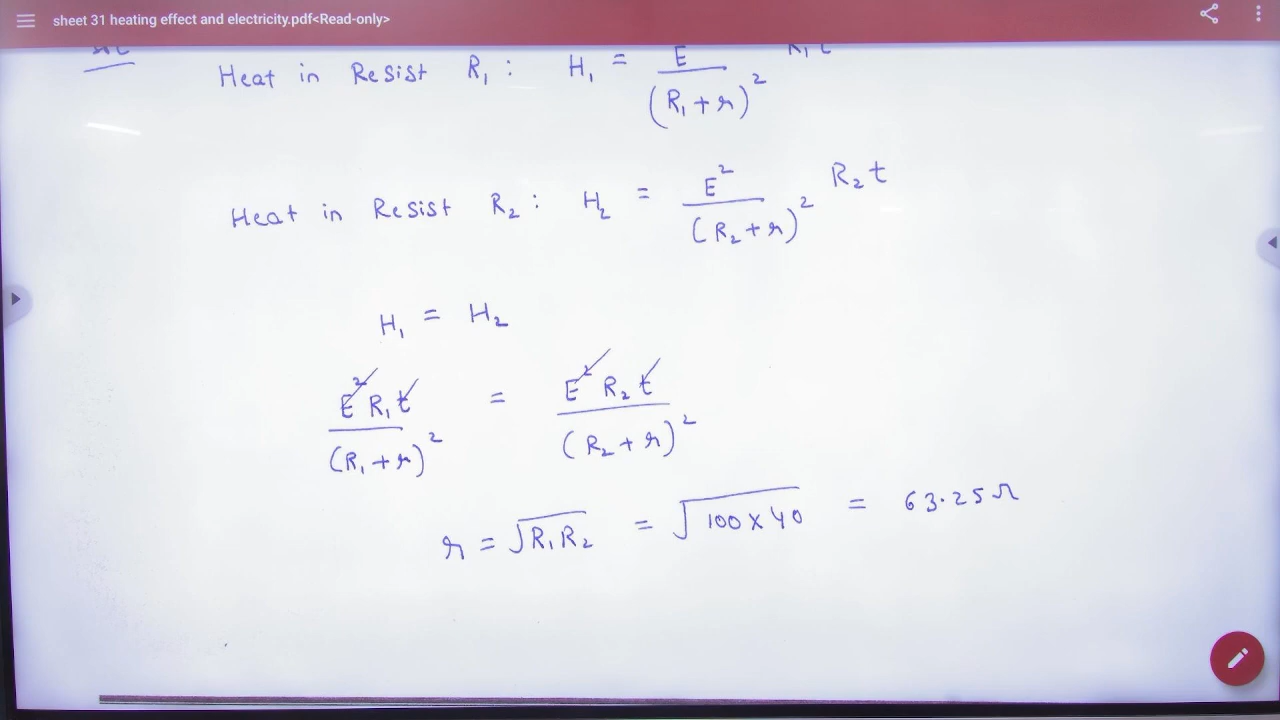 sheet 31 heating effect and electricity.pdf<Read-only>
Heat in Resist R₁ : H₁ = E / (R₁ + r)² R₁ t
Heat in Resist R₂ : H₂ = E² / (R₂ + r)² R₂ t
H₁ = H₂
E² R₁ t / (R₁ + r)² = E² R₂ t / (R₂ + r)²
r = √R₁R₂ = √100 x 40 = 63.25 Ω